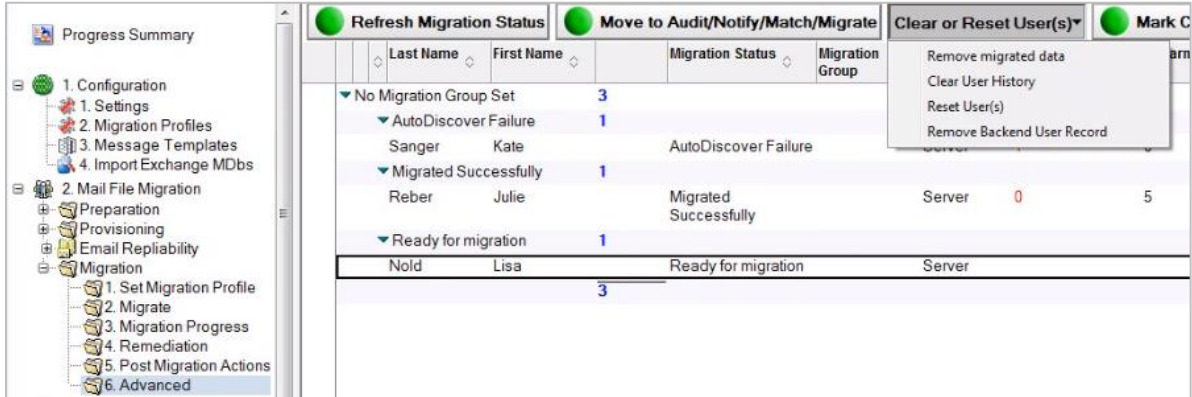 Progress Summary
1. Configuration
1. Settings
2. Migration Profiles
3. Message Templates
4. Import Exchange MDbs
2. Mail File Migration
Preparation
Provisioning
Email Repliability
Migration
1. Set Migration Profile
2. Migrate
3. Migration Progress
4. Remediation
5. Post Migration Actions
6. Advanced
Refresh Migration Status Move to Audit/Notify/Match/Migrate Clear or Reset User(s) Mark C
Last Name First Name Migration Status Migration
Group
Remove migrated data
Clear User History
Reset User(s)
Remove Backend User Record
No Migration Group Set 3
AutoDiscover Failure 1
Sanger Kate AutoDiscover Failure
Migrated Successfully 1
Reber Julie Migrated Server 0 5
Successfully
Ready for migration 1
Nold Lisa Ready for migration Server
3